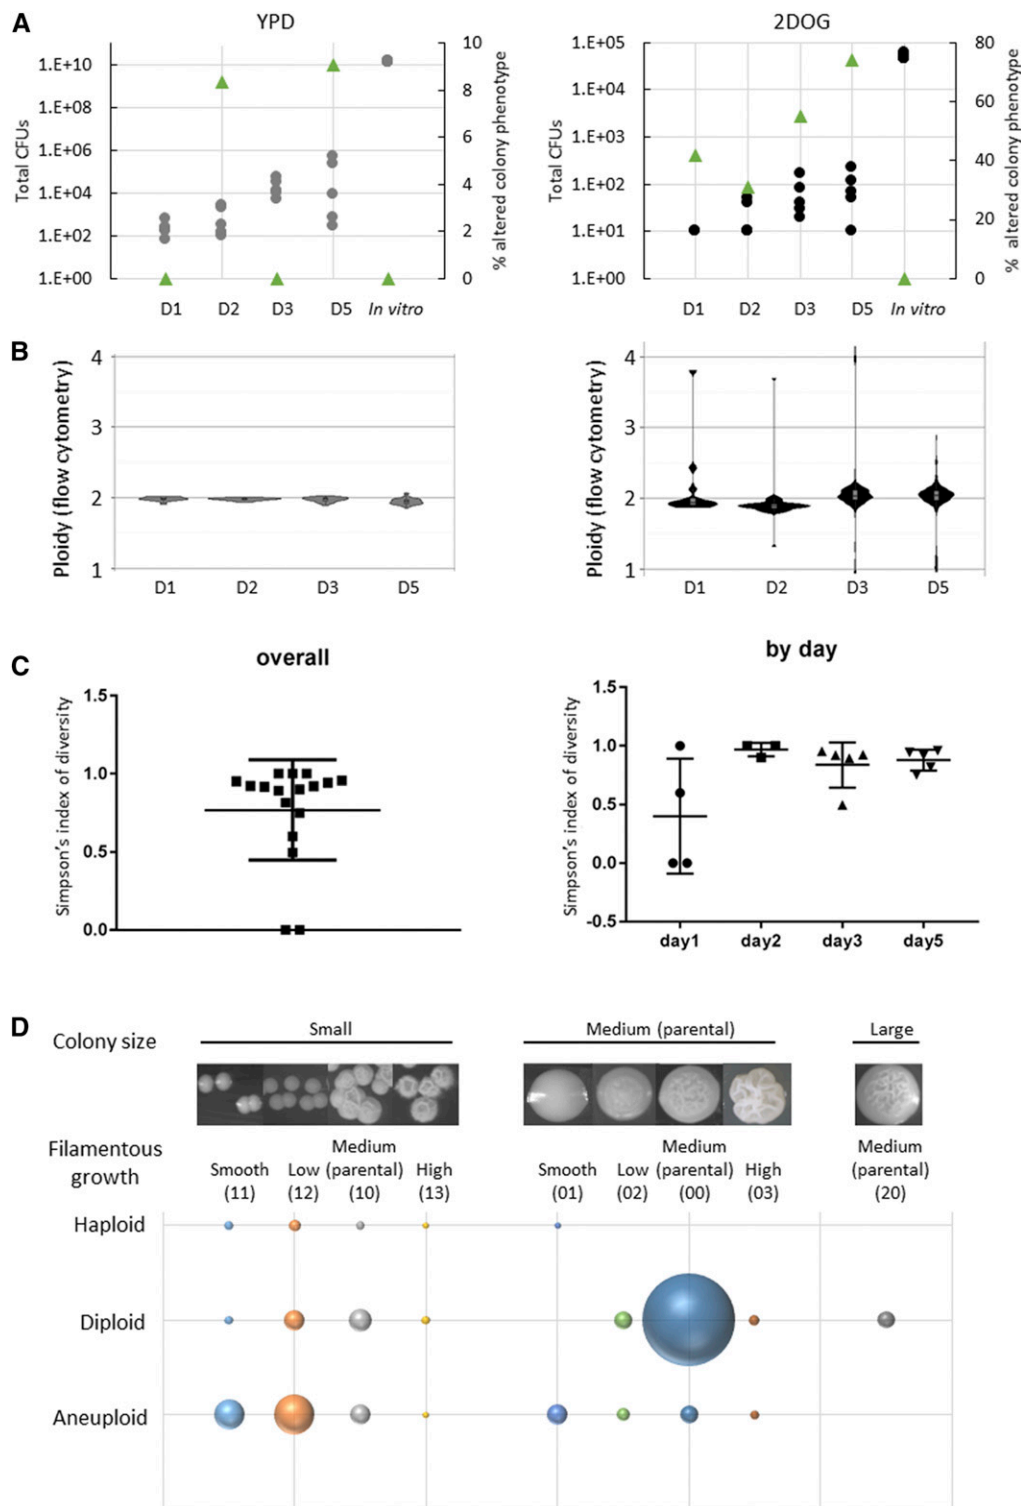 A
YPD
2DOG
Total CFUs
1.E+10
1.E+08
1.E+06
1.E+04
1.E+02
1.E+00
10
8
6
4
2
0
% altered colony phenotype
D1 D2 D3 D5 In vitro
Total CFUs
1.E+05
1.E+04
1.E+03
1.E+02
1.E+01
1.E+00
80
60
40
20
0
% altered colony phenotype
D1 D2 D3 D5 In vitro
B
Ploidy (flow cytometry)
4
3
2
1
D1 D2 D3 D5
Ploidy (flow cytometry)
4
3
2
1
D1 D2 D3 D5
C
overall
Simpson's index of diversity
1.5
1.0
0.5
0.0
by day
Simpson's index of diversity
1.5
1.0
0.5
0.0
-0.5
day1 day2 day3 day5
D
Colony size
Small
Medium (parental)
Large
Filamentous growth
Smooth (11)
Low (12)
Medium (parental) (10)
High (13)
Smooth (01)
Low (02)
Medium (parental) (00)
High (03)
Medium (parental) (20)
Haploid
Diploid
Aneuploid